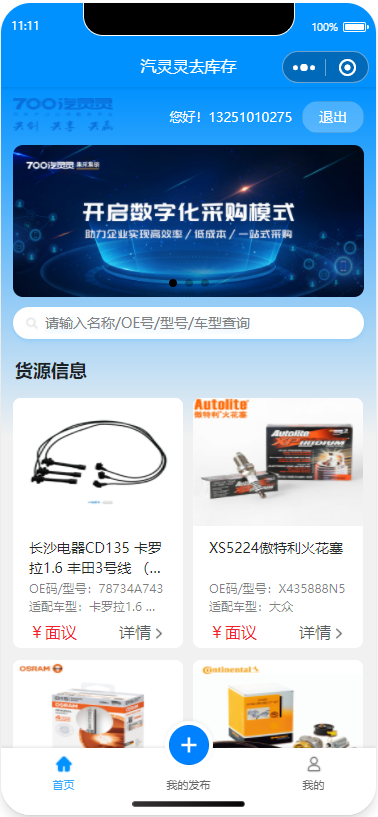 11:11
100%
汽灵灵去库存
700汽灵灵
共创 共享 共赢
您好！13251010275
退出
700汽灵灵 集采集销
开启数字化采购模式
助力企业实现高效率 / 低成本 / 一站式采购
请输入名称/OE号/型号/车型查询
货源信息
Autolite
傲特利 火花塞
Autolite
XP IRIDIUM
长沙电器CD135 卡罗
拉1.6 丰田3号线 （...
OE码/型号：78734A743
适配车型：卡罗拉1.6 ...
￥面议
详情
XS5224傲特利火花塞
OE码/型号：X435888N5
适配车型：大众
￥面议
详情
OSRAM
Continental
首页
我的发布
我的